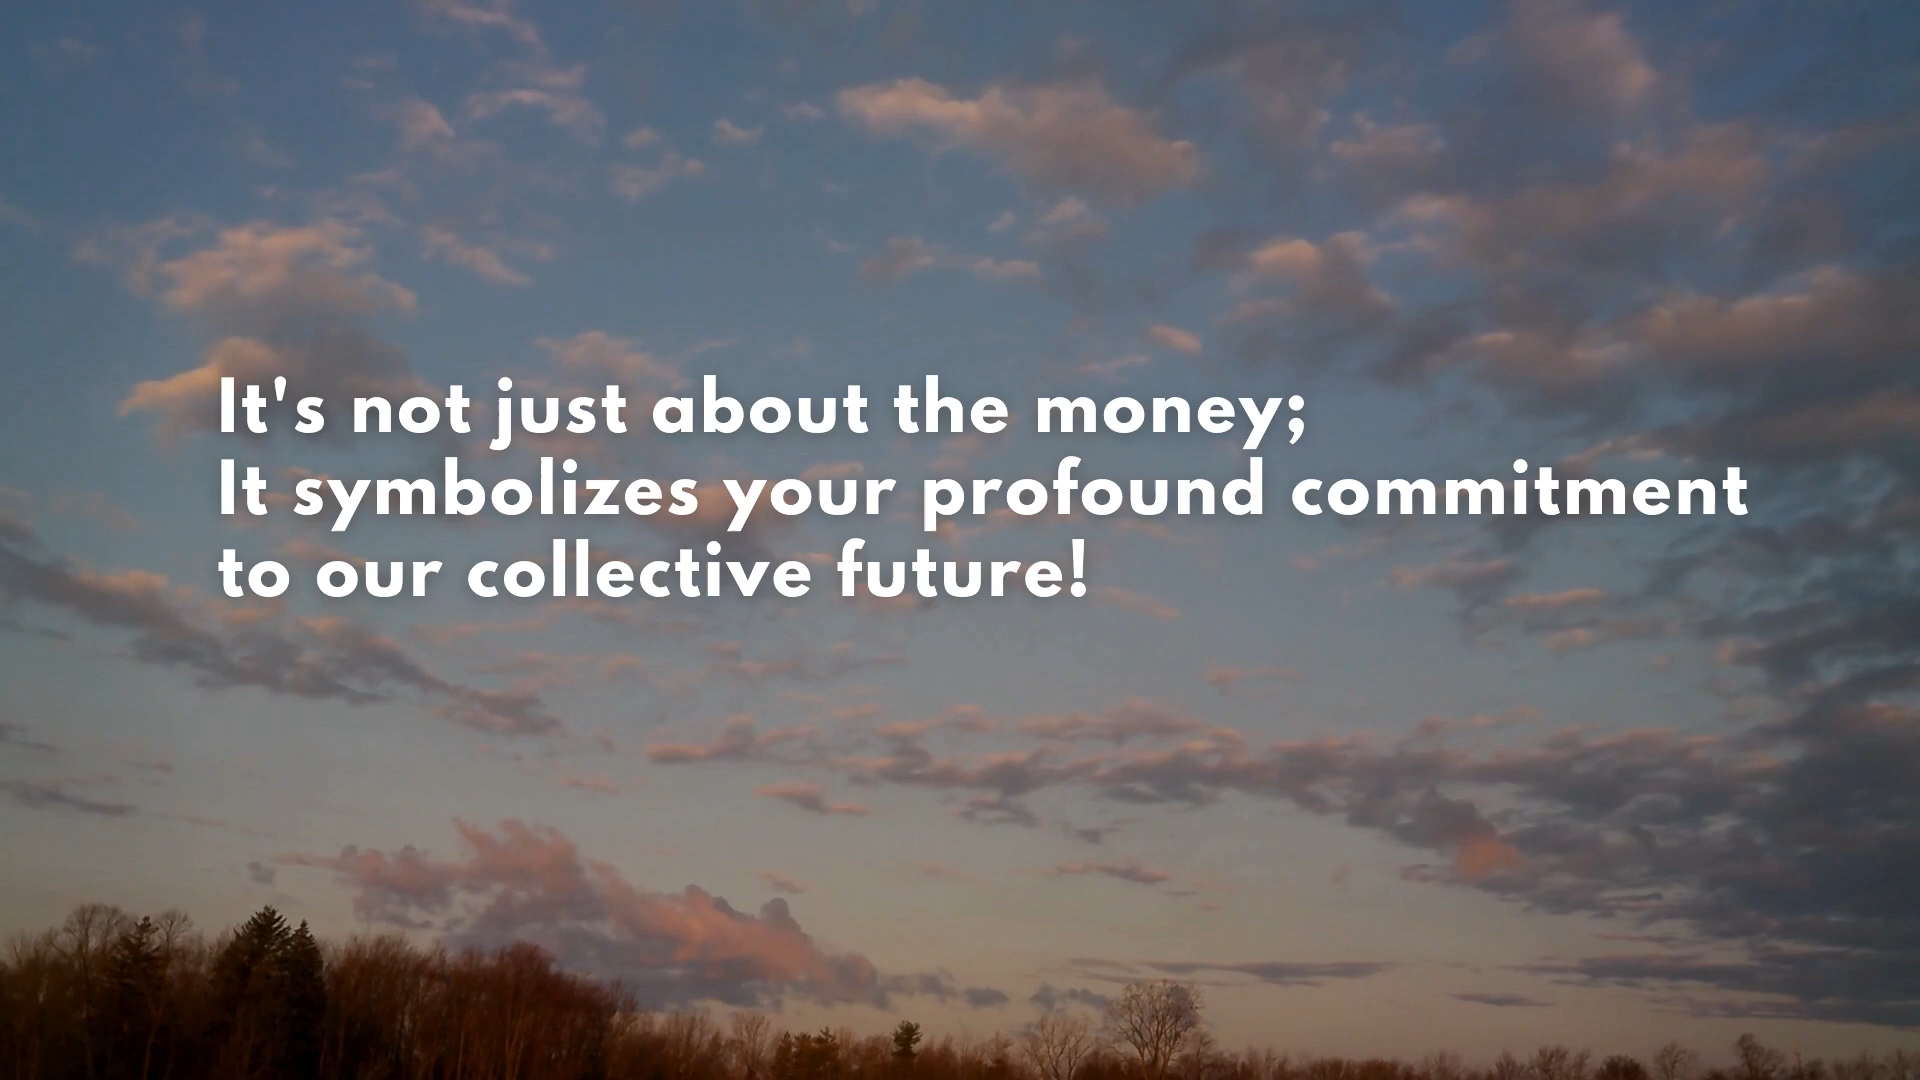 It's not just about the money;
It symbolizes your profound commitment
to our collective future!